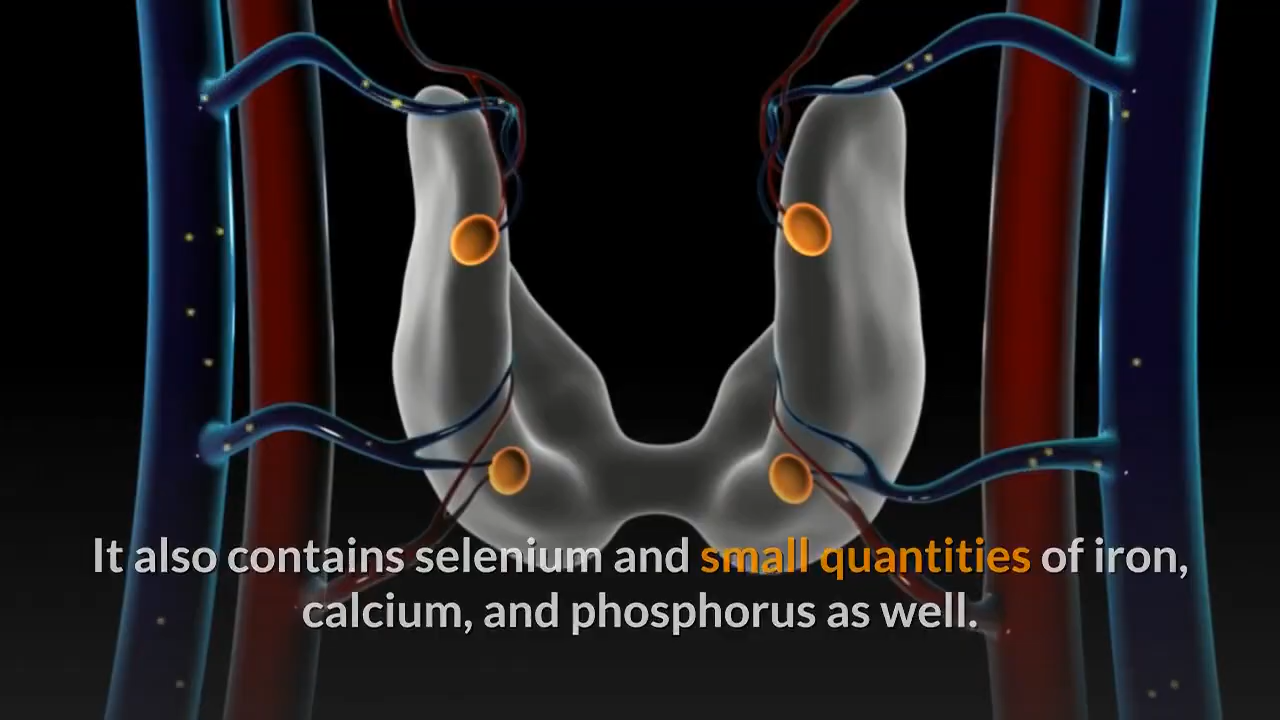 It also contains selenium and small quantities of iron,
calcium, and phosphorus as well.